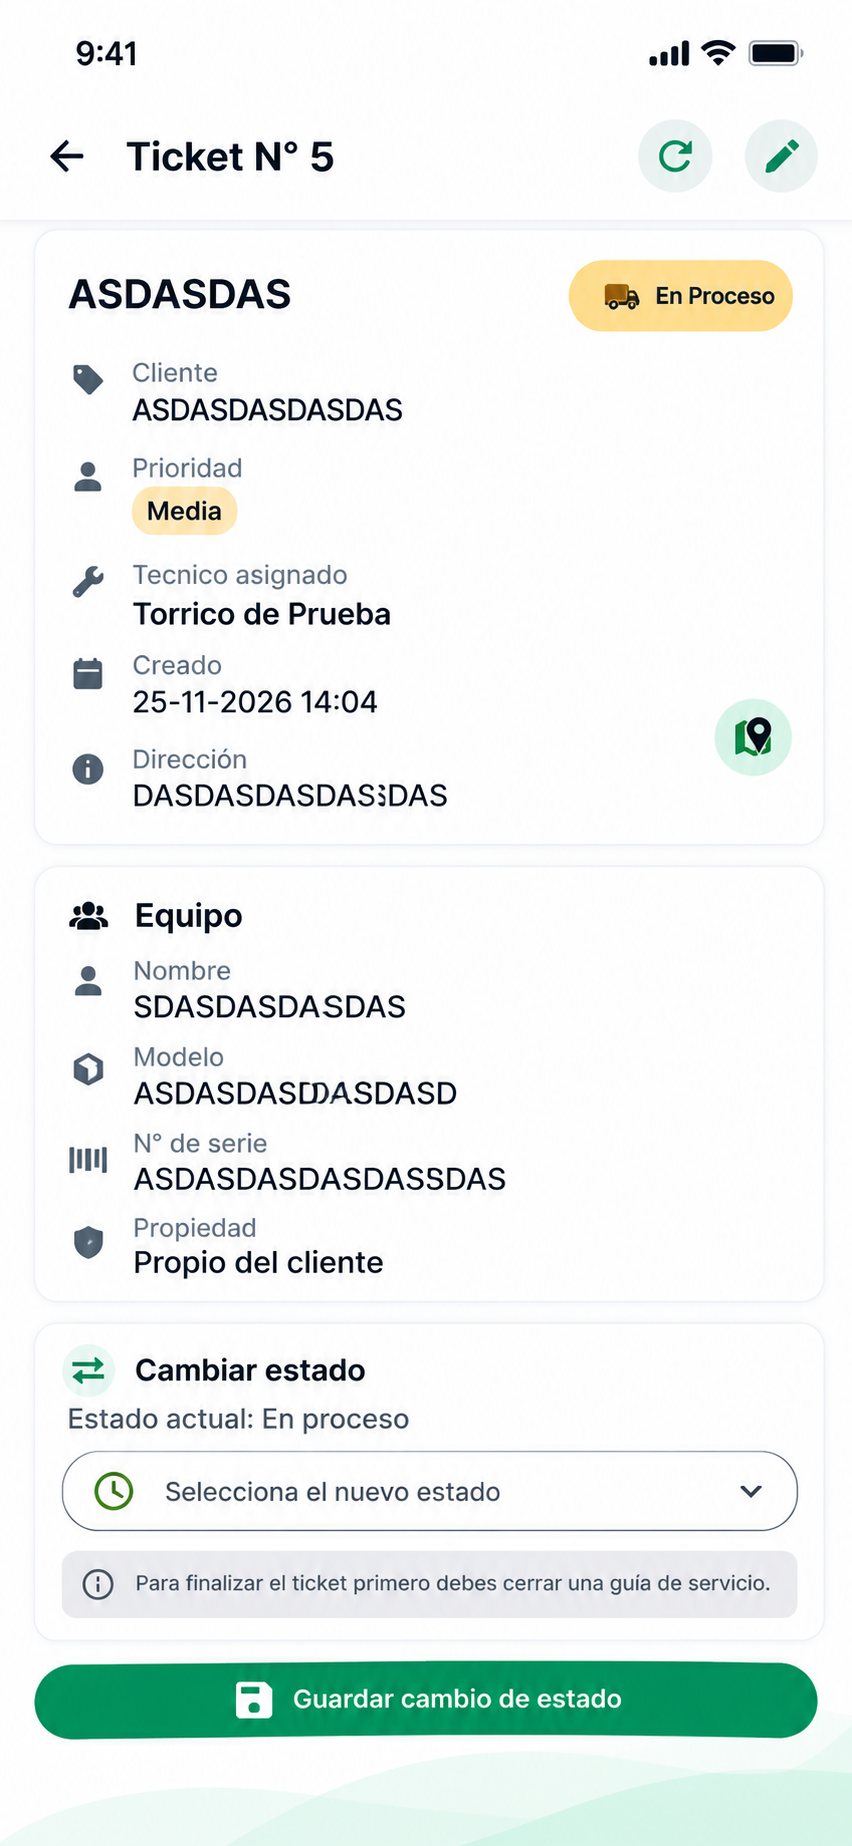 9:41
Ticket N° 5
ASDASDAS
En Proceso
Cliente
ASDASDASDASDAS
Prioridad
Media
Tecnico asignado
Torrico de Prueba
Creado
25-11-2026 14:04
Dirección
Equipo
Nombre
SDASDASDASDAS
Modelo
N° de serie
ASDASDASDASDASSDAS
Propiedad
Propio del cliente
Cambiar estado
Estado actual: En proceso
Selecciona el nuevo estado
Para finalizar el ticket primero debes cerrar una guía de servicio.
Guardar cambio de estado